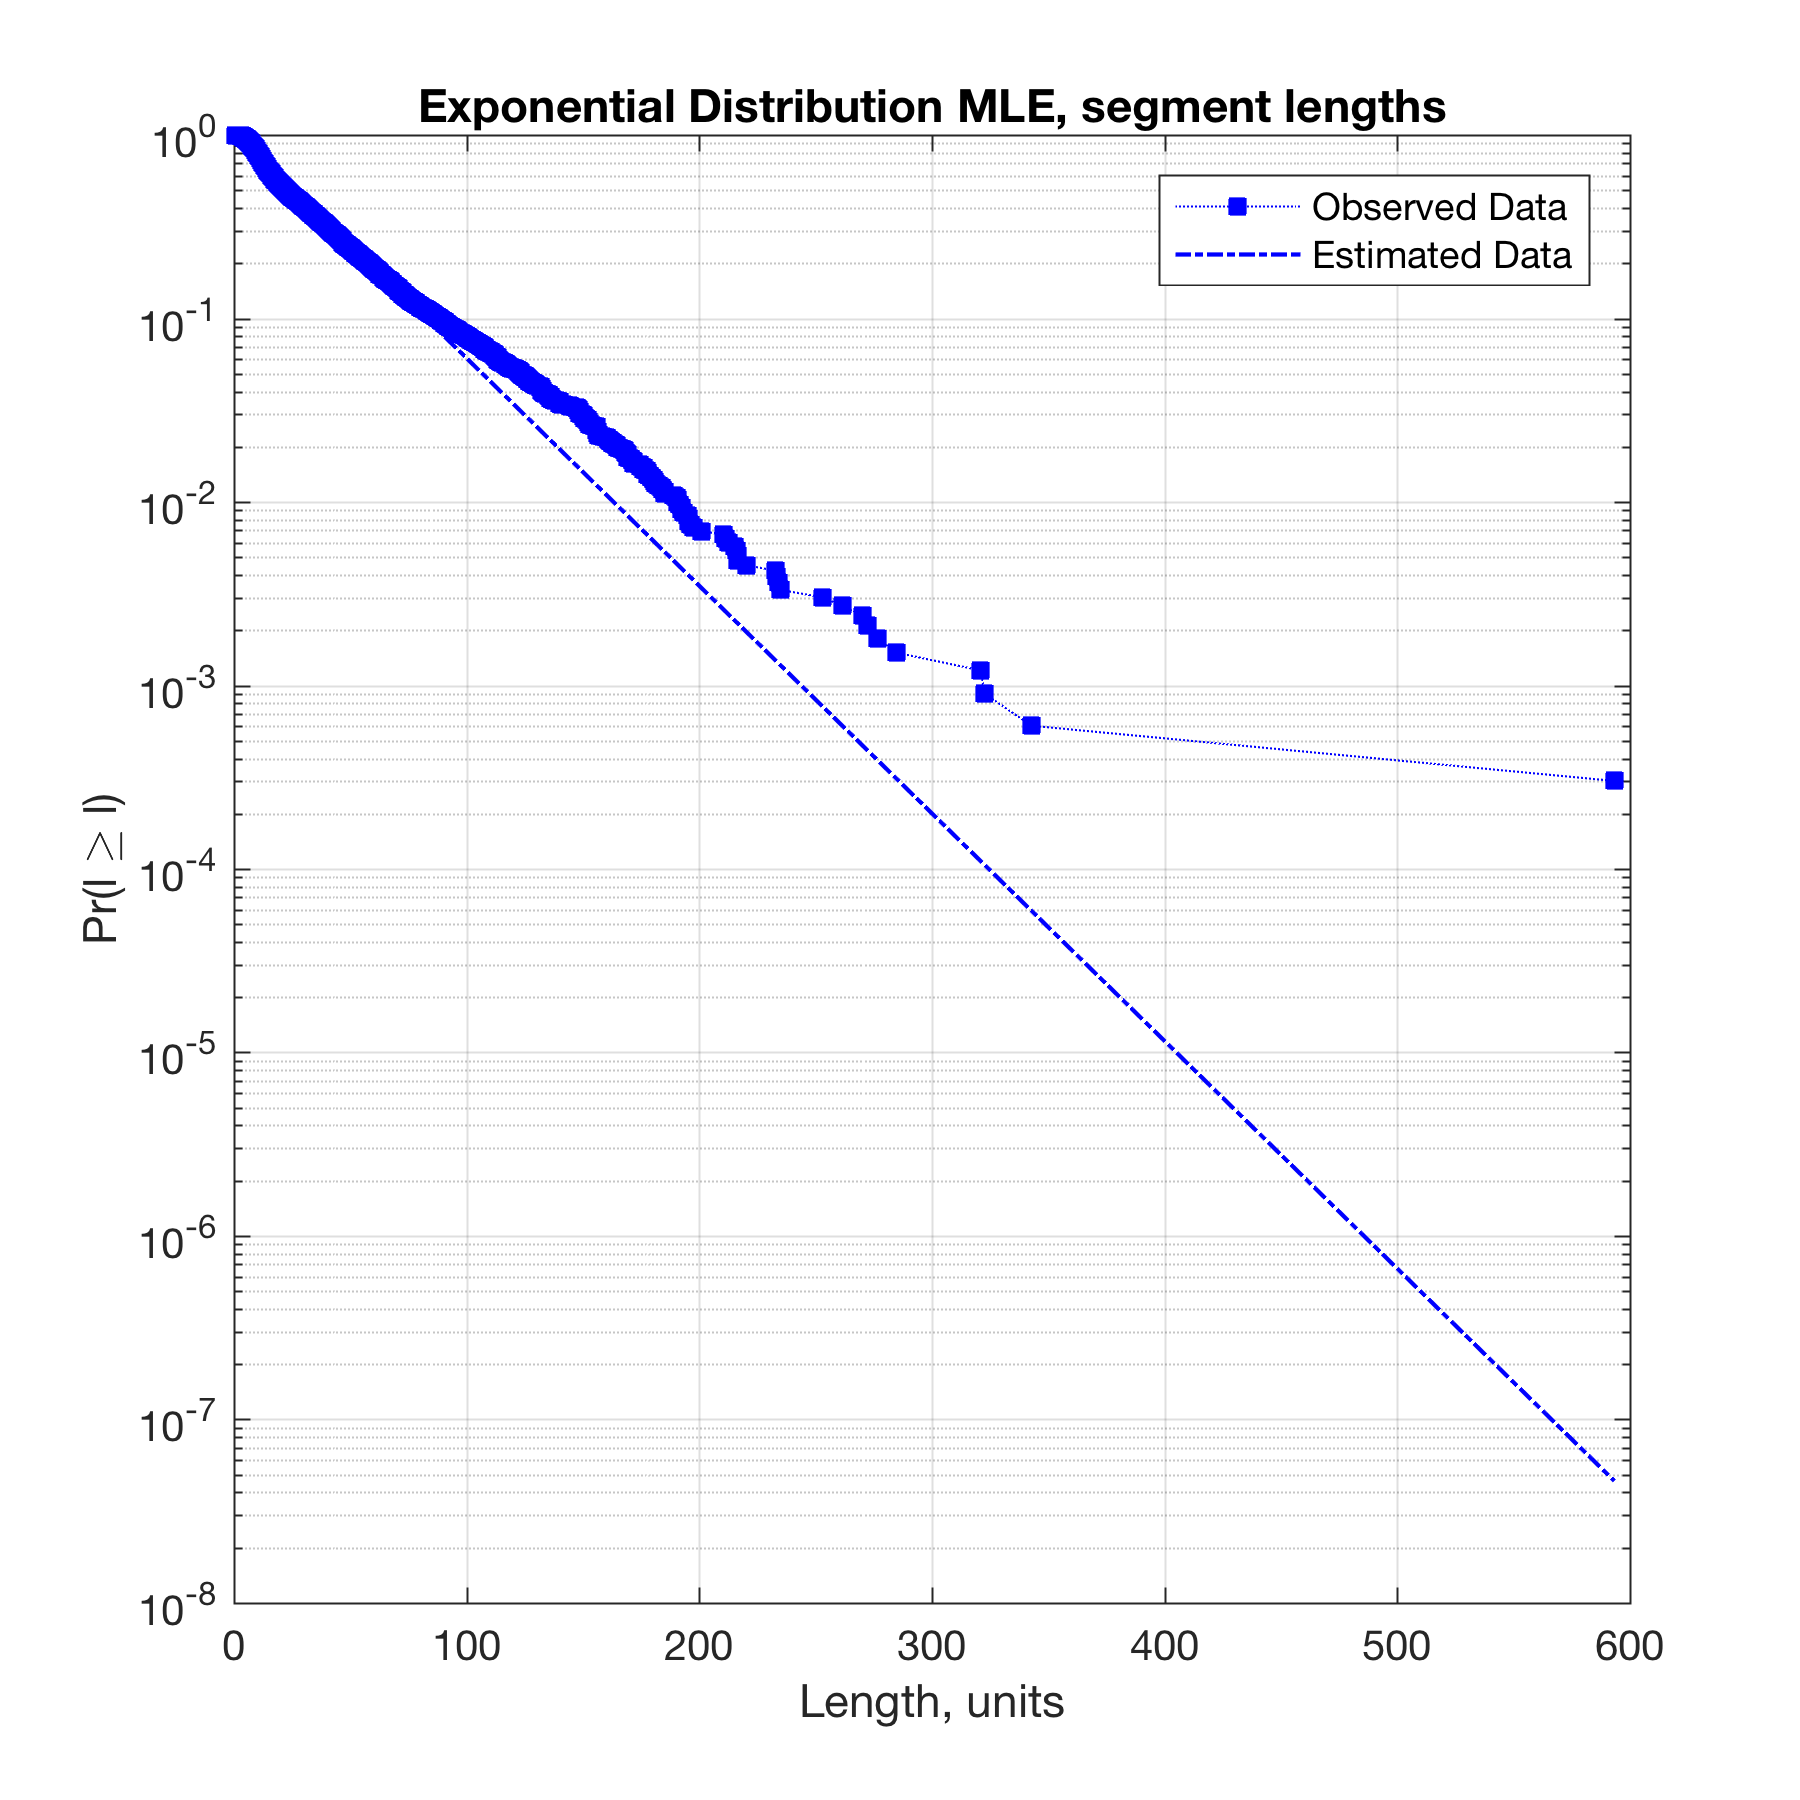 Exponential Distribution MLE, segment lengths
Observed Data
Estimated Data
10^0
10^-1
10^-2
10^-3
10^-4
10^-5
10^-6
10^-7
10^-8
Pr(l ≥ l)
0 100 200 300 400 500 600
Length, units